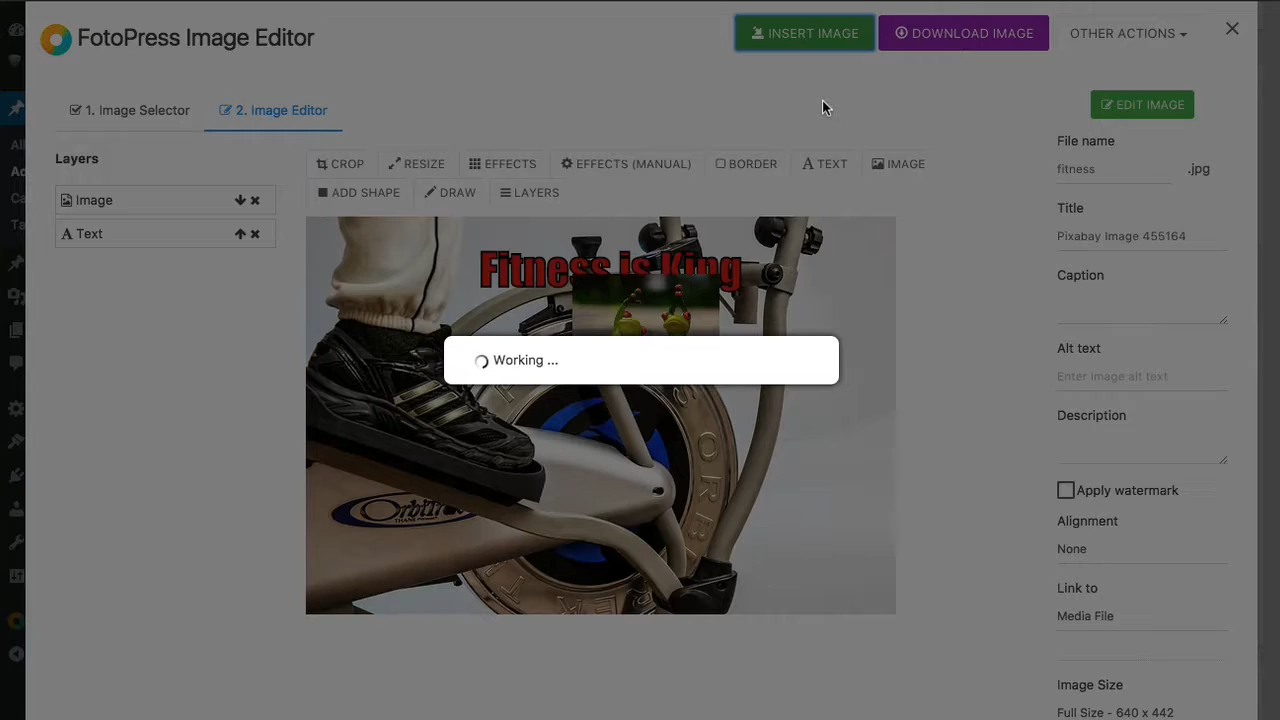 FotoPress Image Editor
INSERT IMAGE
DOWNLOAD IMAGE
OTHER ACTIONS
1. Image Selector
2. Image Editor
EDIT IMAGE
Layers
Image
Text
CROP
RESIZE
EFFECTS
EFFECTS (MANUAL)
BORDER
TEXT
IMAGE
ADD SHAPE
DRAW
LAYERS
Fitness is King
Working ...
THANE
File name
fitness
.jpg
Title
Pixabay Image 455164
Caption
Alt text
Enter image alt text
Description
Apply watermark
Alignment
None
Link to
Media File
Image Size
Full Size - 640 x 442